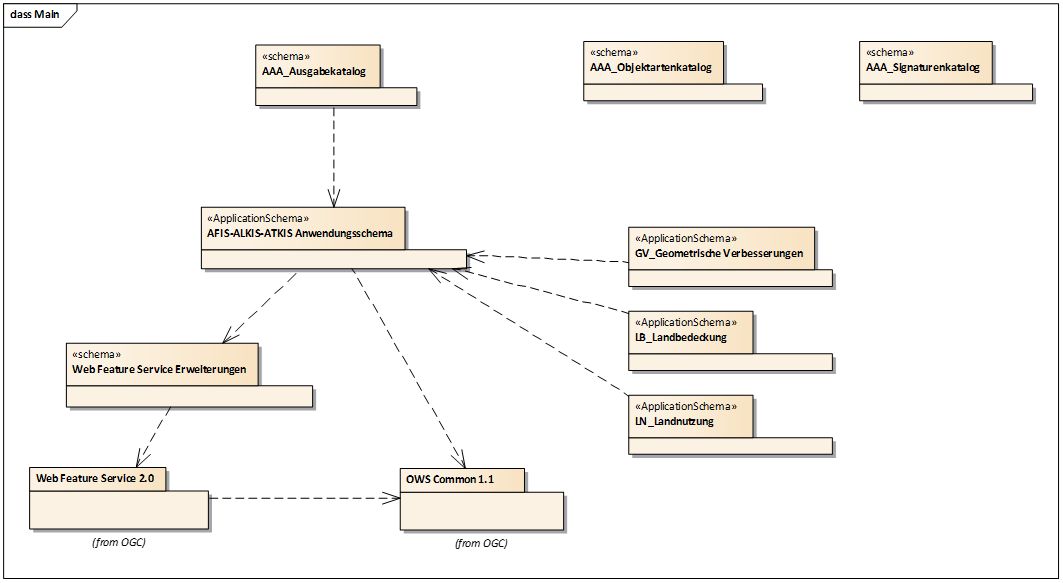 class Main
«schema»
AAA_Ausgabekatalog
«schema»
AAA_Objektartenkatalog
«schema»
AAA_Signaturenkatalog
«ApplicationSchema»
AFIS-ALKIS-ATKIS Anwendungsschema
«ApplicationSchema»
GV_Geometrische Verbesserungen
«ApplicationSchema»
LB_Landbedeckung
«schema»
Web Feature Service Erweiterungen
«ApplicationSchema»
LN_Landnutzung
Web Feature Service 2.0
OWS Common 1.1
(from OGC)
(from OGC)